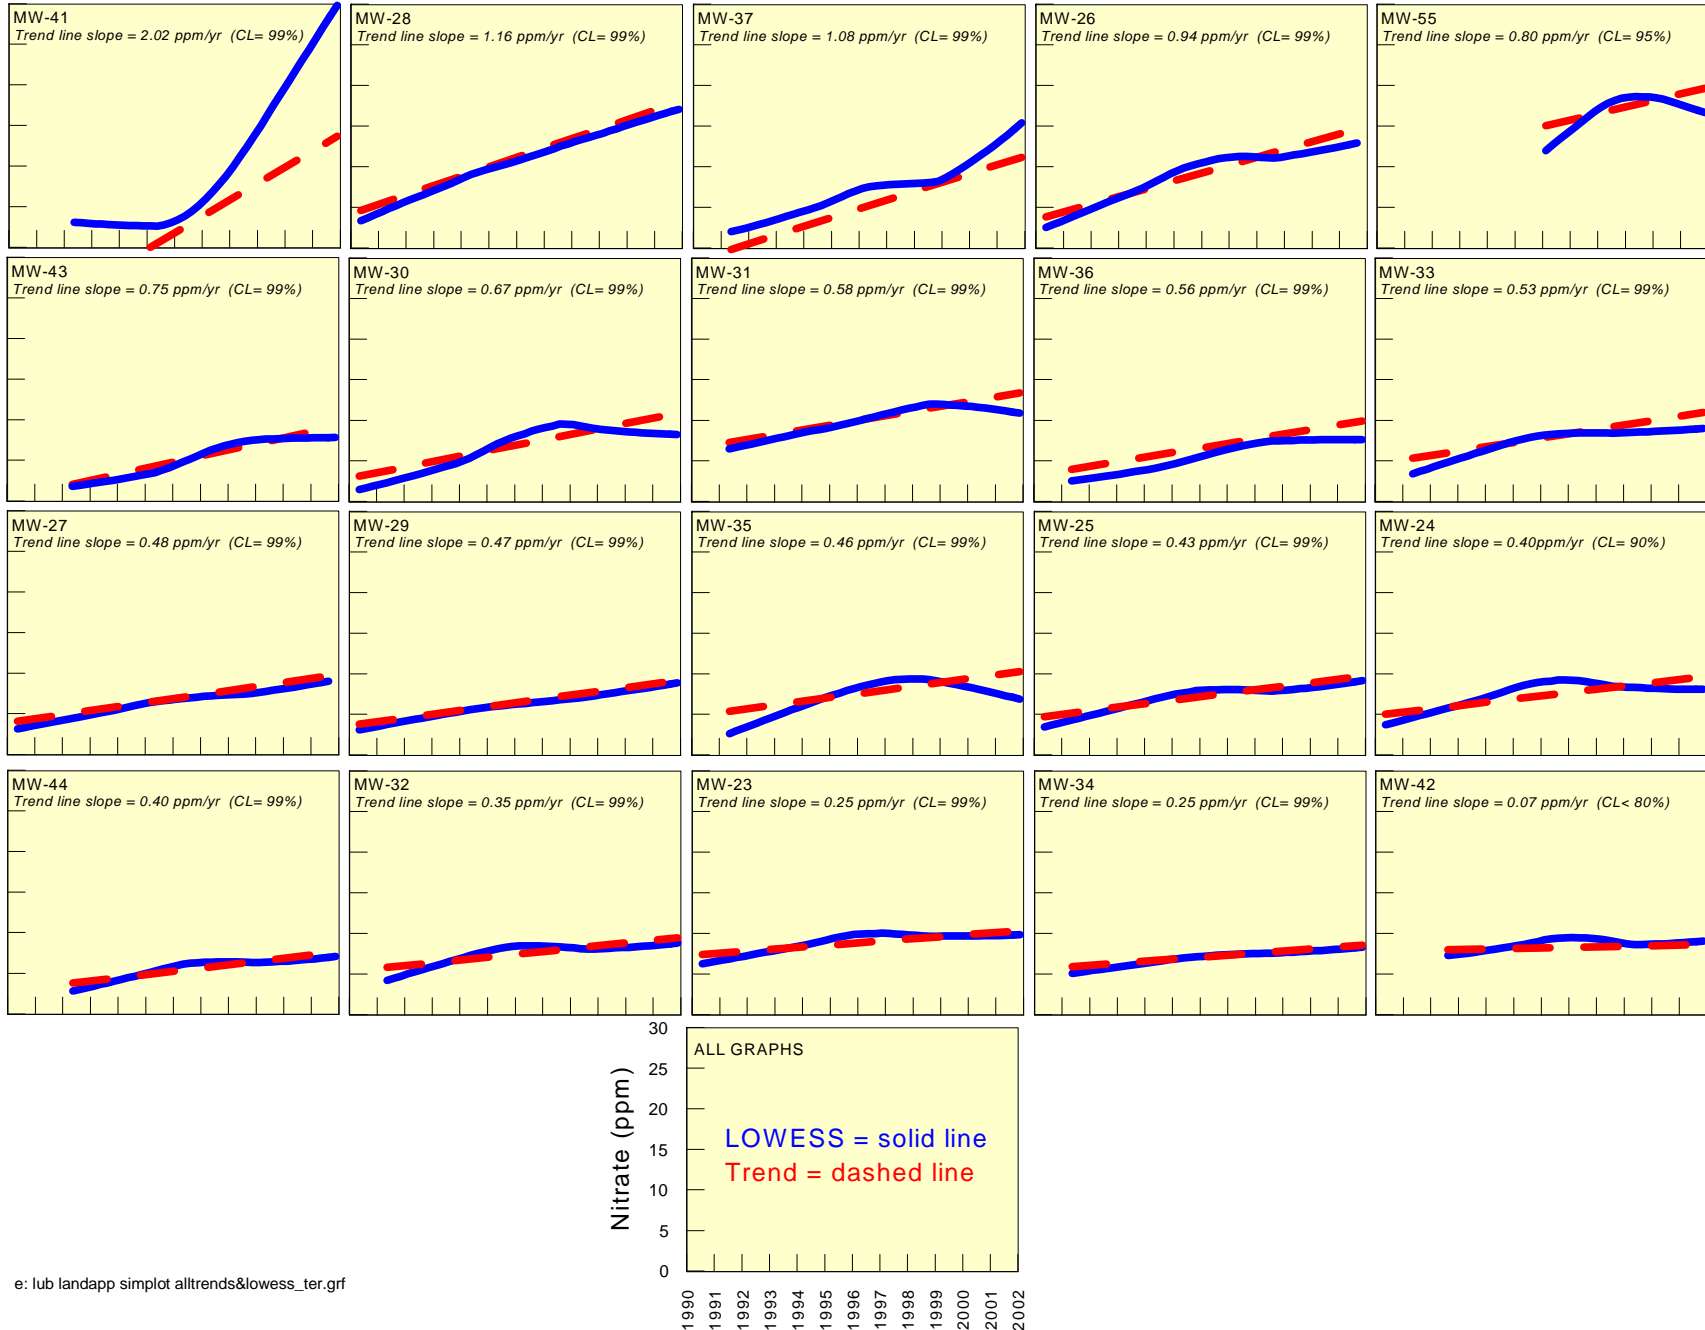 MW-41
Trend line slope = 2.02 ppm/yr (CL= 99%)
MW-28
Trend line slope = 1.16 ppm/yr (CL= 99%)
MW-37
Trend line slope = 1.08 ppm/yr (CL= 99%)
MW-26
Trend line slope = 0.94 ppm/yr (CL= 99%)
MW-55
Trend line slope = 0.80 ppm/yr (CL= 95%)
MW-43
Trend line slope = 0.75 ppm/yr (CL= 99%)
MW-30
Trend line slope = 0.67 ppm/yr (CL= 99%)
MW-31
Trend line slope = 0.58 ppm/yr (CL= 99%)
MW-36
Trend line slope = 0.56 ppm/yr (CL= 99%)
MW-33
Trend line slope = 0.53 ppm/yr (CL= 99%)
MW-27
Trend line slope = 0.48 ppm/yr (CL= 99%)
MW-29
Trend line slope = 0.47 ppm/yr (CL= 99%)
MW-35
Trend line slope = 0.46 ppm/yr (CL= 99%)
MW-25
Trend line slope = 0.43 ppm/yr (CL= 99%)
MW-24
Trend line slope = 0.40ppm/yr (CL= 90%)
MW-44
Trend line slope = 0.40 ppm/yr (CL= 99%)
MW-32
Trend line slope = 0.35 ppm/yr (CL= 99%)
MW-23
Trend line slope = 0.25 ppm/yr (CL= 99%)
MW-34
Trend line slope = 0.25 ppm/yr (CL= 99%)
MW-42
Trend line slope = 0.07 ppm/yr (CL< 80%)
ALL GRAPHS
LOWESS = solid line
Trend = dashed line
Nitrate (ppm)
30
25
20
15
10
5
0
1990
1991
1992
1993
1994
1995
1996
1997
1998
1999
2000
2001
2002
e: lub landapp simplot alltrends&lowess_ter.grf